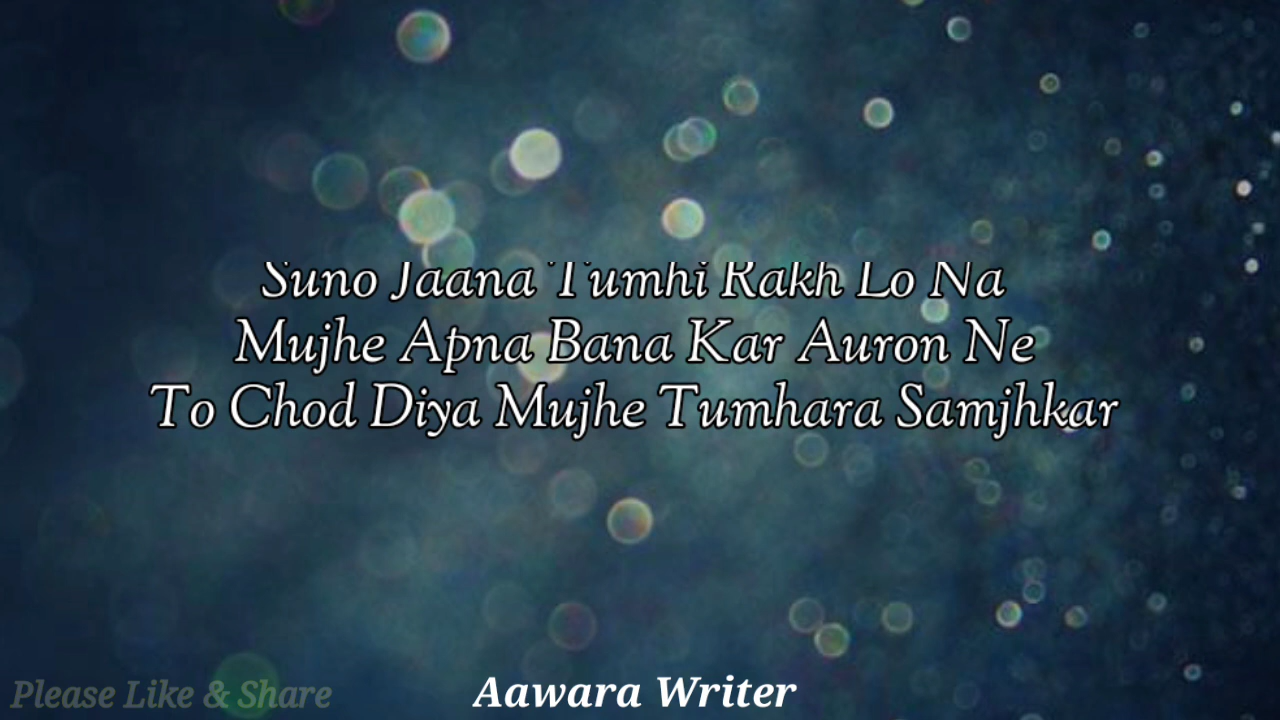 Suno Jaana Tumhi Rakh Lo Na
Mujhe Apna Bana Kar Auron Ne
To Chod Diya Mujhe Tumhara Samjhkar
Please Like & Share
Aawara Writer